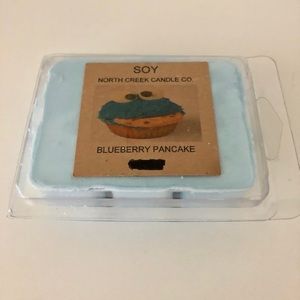 SOY
NORTH CREEK CANDLE CO.
BLUEBERRY PANCAKE